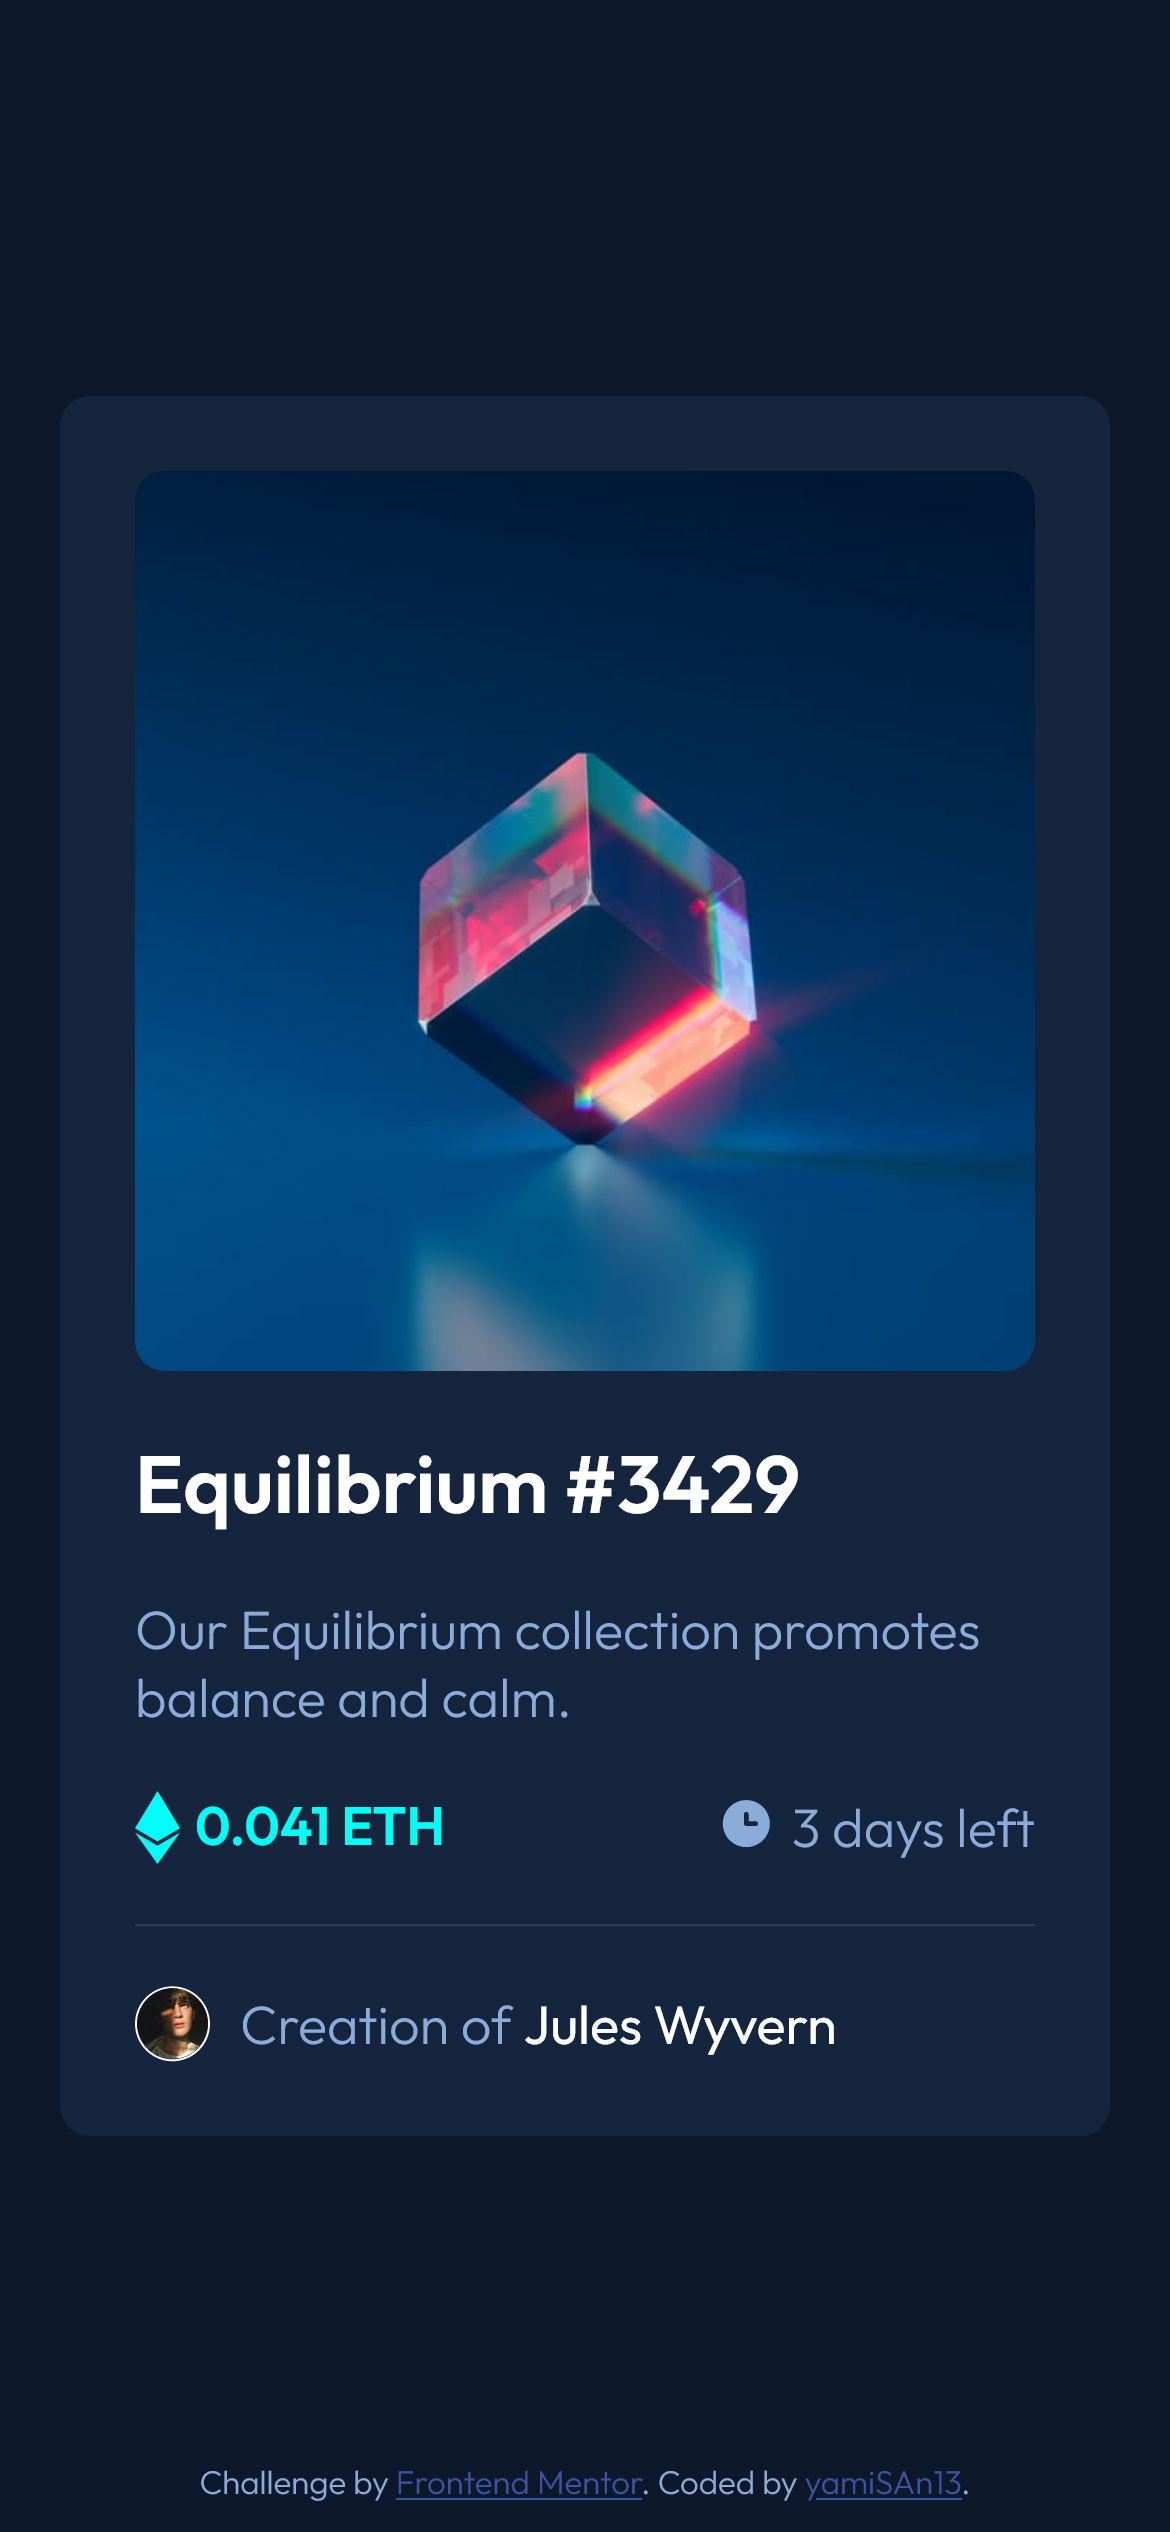 Equilibrium #3429
Our Equilibrium collection promotes
balance and calm.
0.041 ETH
3 days left
Creation of Jules Wyvern
Challenge by Frontend Mentor. Coded by yamiSAn13.